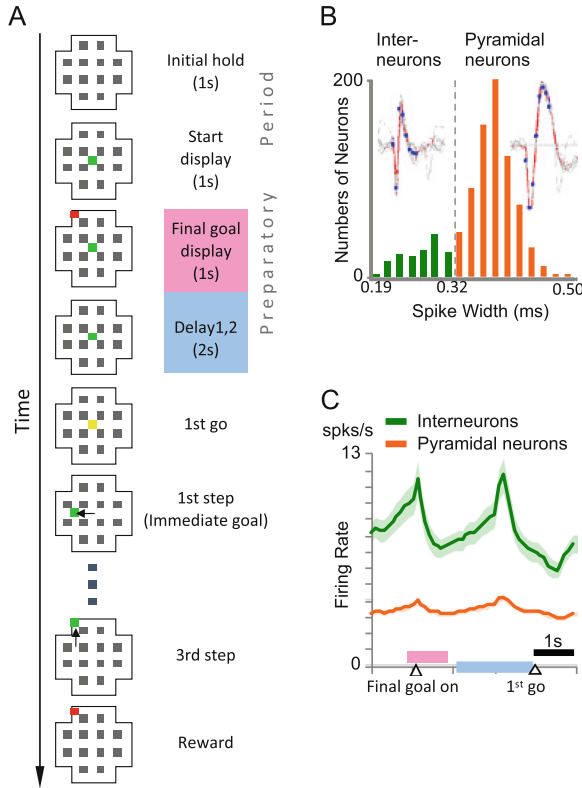 A
Initial hold
(1s)
Start
display
(1s)
Final goal
display
(1s)
Delay1,2
(2s)
Preparatory Period
1st go
1st step
(Immediate goal)
3rd step
Reward
Time
B
Inter-
neurons
Pyramidal
neurons
200
0
Numbers of Neurons
0.19
0.32
0.50
Spike Width (ms)
C
Interneurons
Pyramidal neurons
spks/s
13
0
Firing Rate
1s
Final goal on
1st go